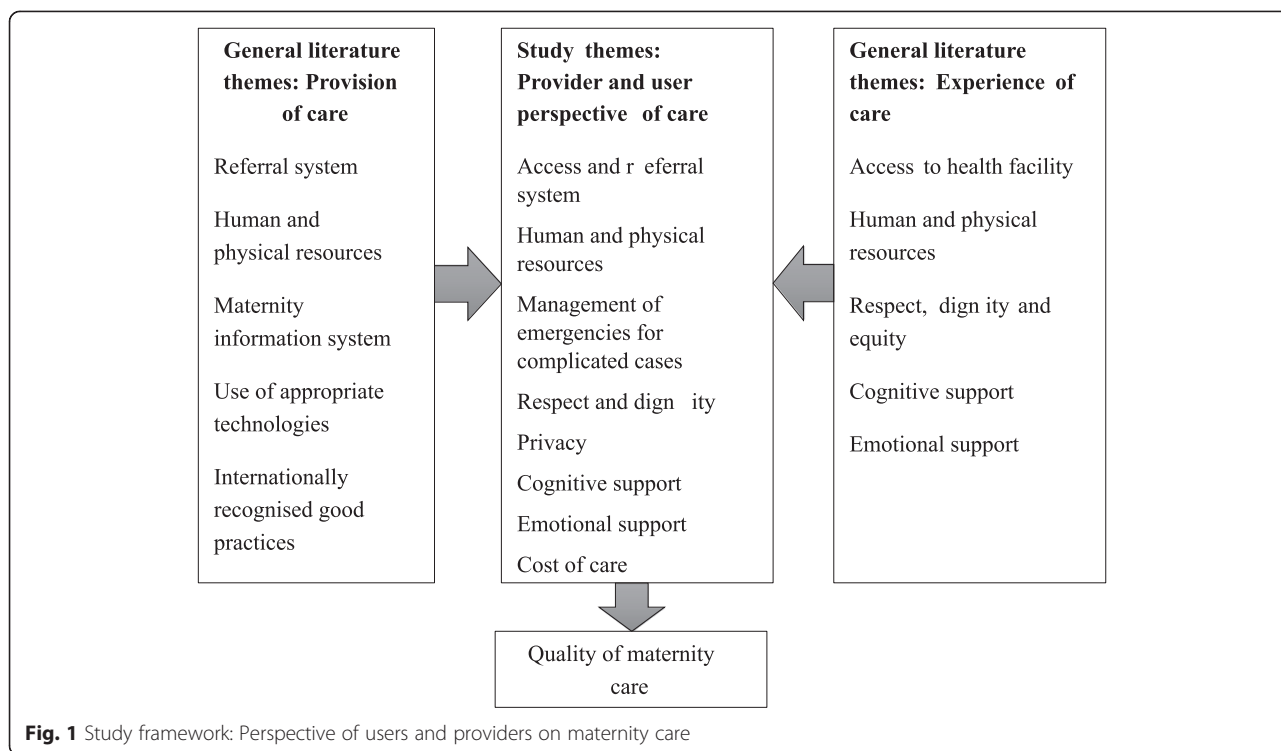 General literature
themes: Provision
of care
Referral system
Human and
physical resources
Maternity
information system
Use of appropriate
technologies
Internationally
recognised good
practices
Study themes:
Provider and user
perspective of care
Access and r eferral
system
Human and physical
resources
Management of
emergencies for
complicated cases
Respect and dign ity
Privacy
Cognitive support
Emotional support
Cost of care
General literature
themes: Experience of
care
Access to health facility
Human and physical
resources
Respect, dign ity and
equity
Cognitive support
Emotional support
Quality of maternity
care
Fig. 1 Study framework: Perspective of users and providers on maternity care